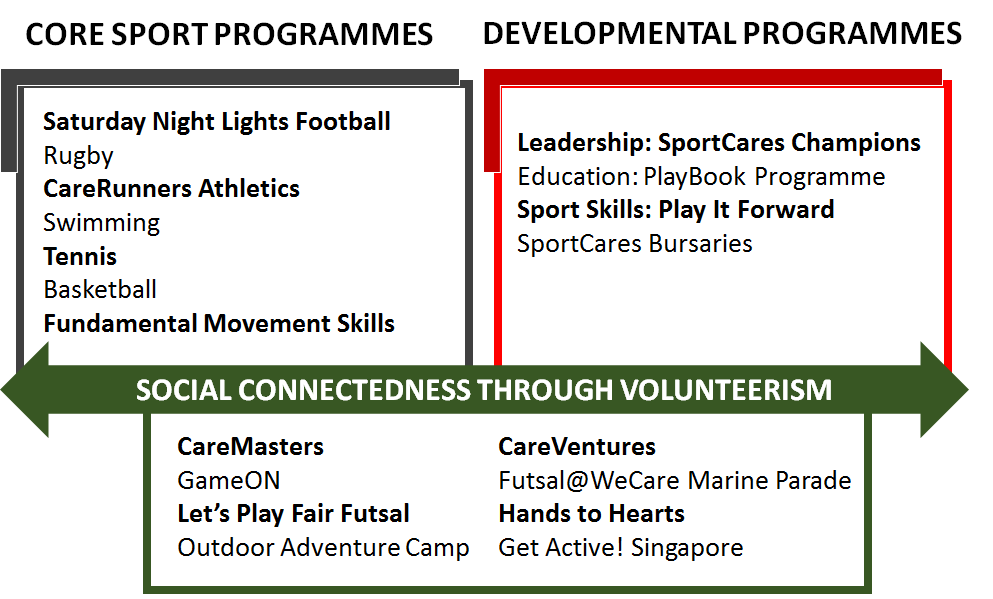 CORE SPORT PROGRAMMES
Saturday Night Lights Football
Rugby
CareRunners Athletics
Swimming
Tennis
Basketball
Fundamental Movement Skills
DEVELOPMENTAL PROGRAMMES
Leadership: SportCares Champions
Education: PlayBook Programme
Sport Skills: Play It Forward
SportCares Bursaries
SOCIAL CONNECTEDNESS THROUGH VOLUNTEERISM
CareMasters
GameON
Let’s Play Fair Futsal
Outdoor Adventure Camp
CareVentures
Futsal@WeCare Marine Parade
Hands to Hearts
Get Active! Singapore